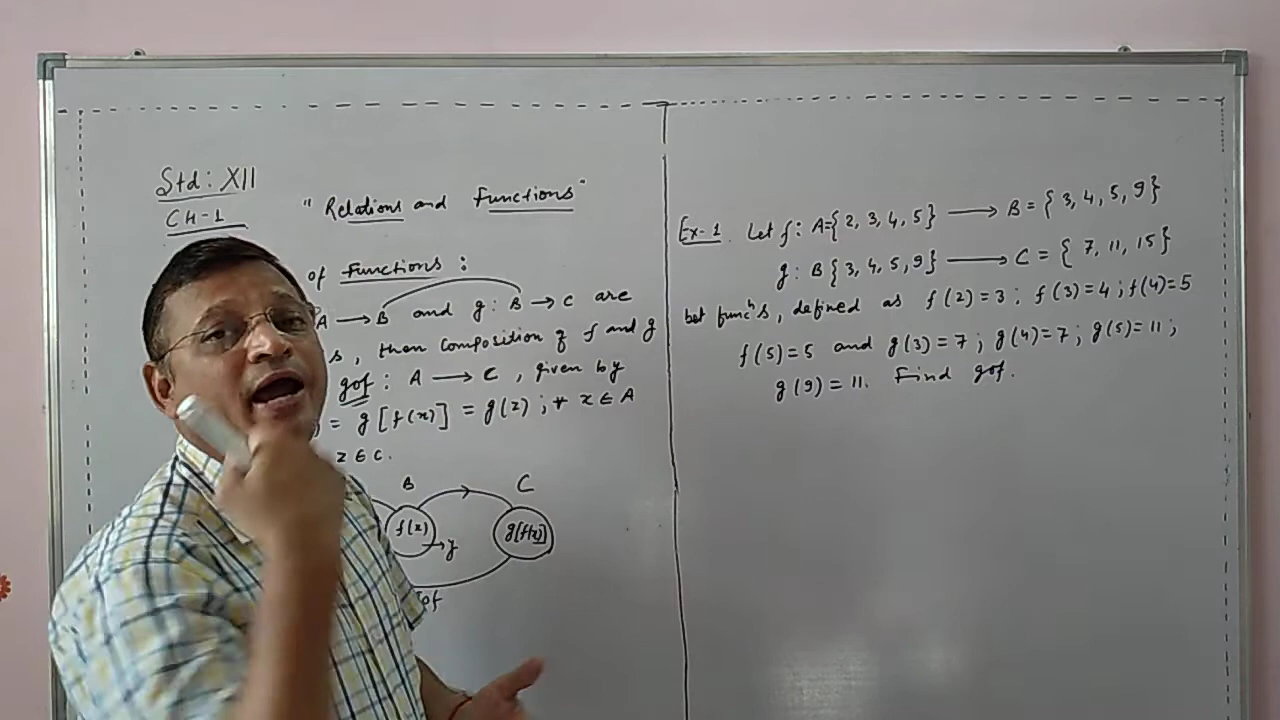 Std: XII
CH-1
" Relations and Functions "
of Functions :
A → B and g: B → C are
s, then composition of f and g
gof : A → C, given by
= g[f(x)] = g(z) ; ∀ x ∈ A
z ∈ C.
B C
f(x) g[f(x)]
→ y
of
Ex-1. Let f: A={2, 3, 4, 5} → B = {3, 4, 5, 9}
g: B{3, 4, 5, 9} → C = {7, 11, 15}
bet funcⁿs, defined as f(2)=3 ; f(3)=4 ; f(4)=5
f(5)=5 and g(3)=7 ; g(4)=7 ; g(5)=11 ;
g(9)=11. Find gof.